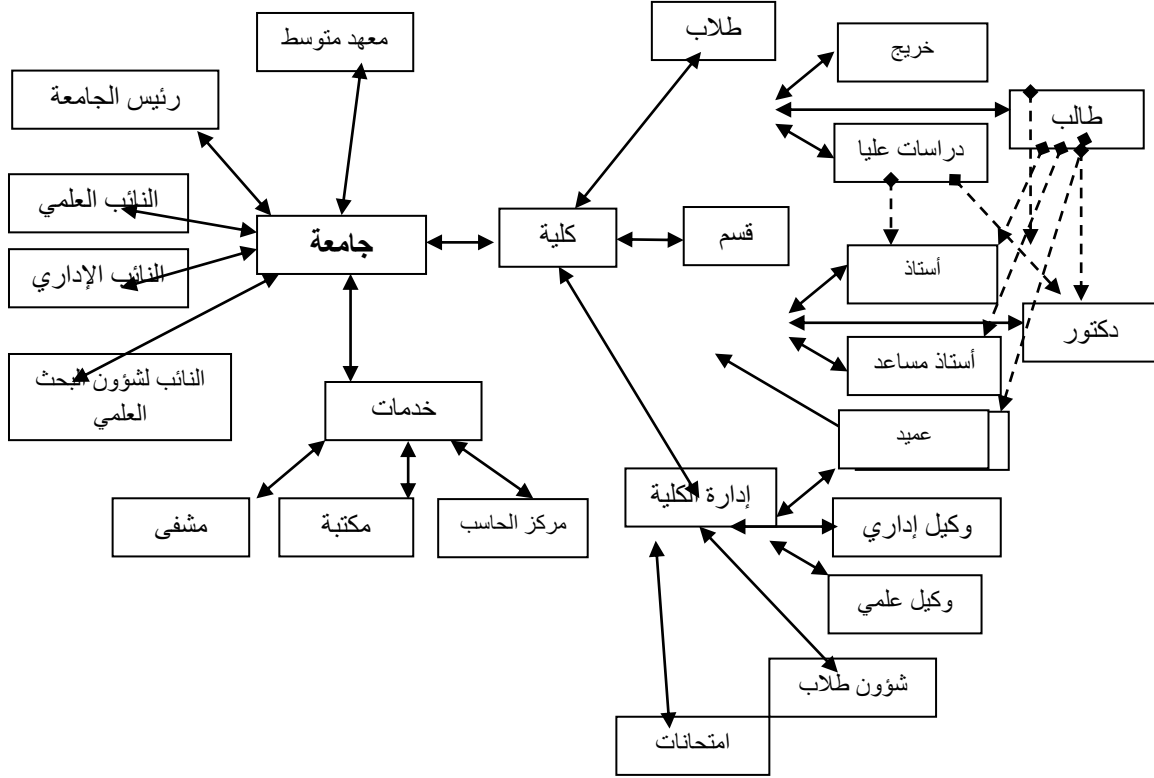 طلاب
معهد متوسط
خريج
رئيس الجامعة
طالب
دراسات عليا
النائب العلمي
جامعة
كلية
قسم
النائب الإداري
أستاذ
دكتور
أستاذ مساعد
النائب لشؤون البحث
العلمي
خدمات
عميد
إدارة الكلية
مشفى
مكتبة
مركز الحاسب
وكيل إداري
وكيل علمي
شؤون طلاب
امتحانات